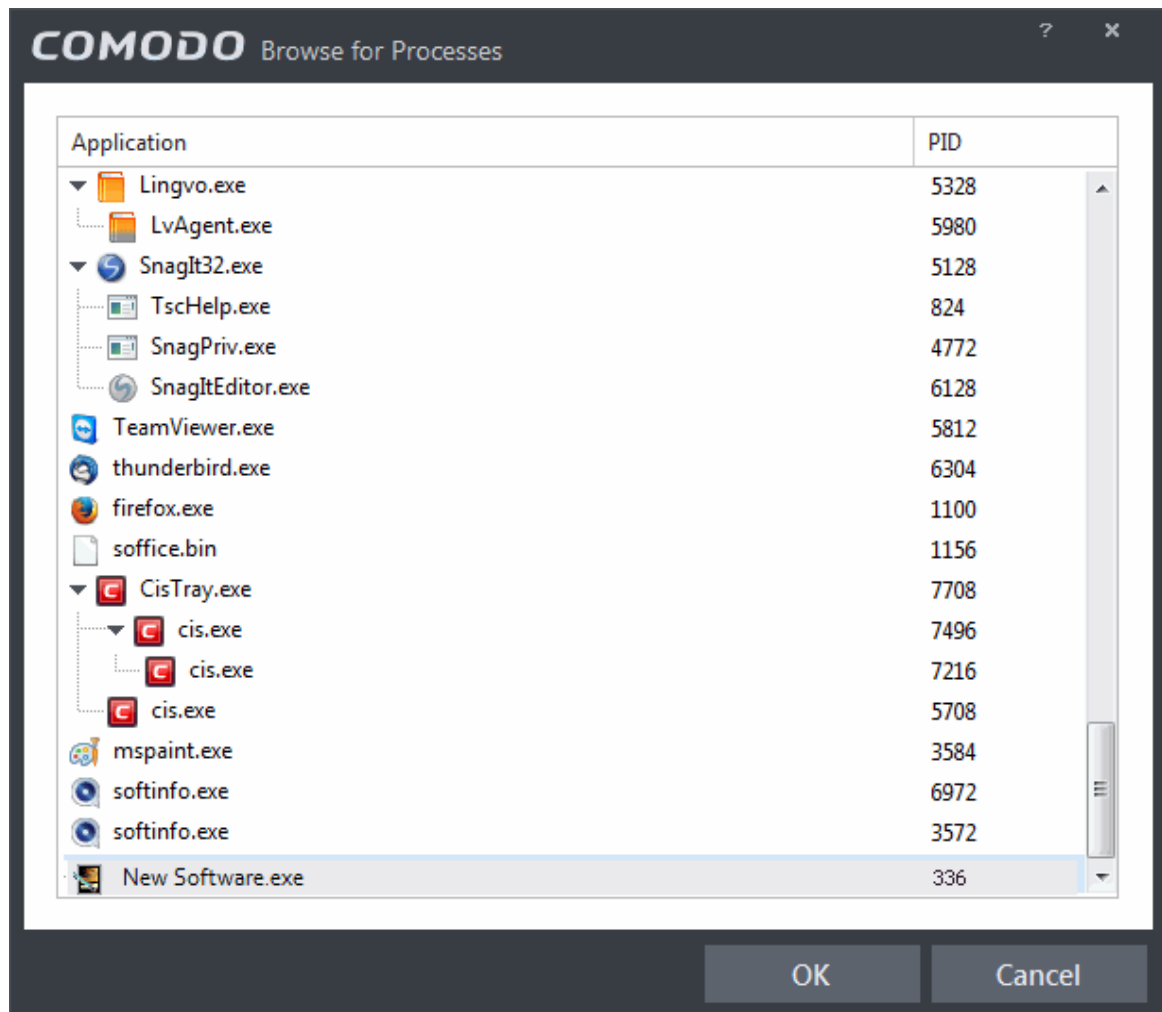 COMODO Browse for Processes ? ×
Application PID
Lingvo.exe 5328
LvAgent.exe 5980
SnagIt32.exe 5128
TscHelp.exe 824
SnagPriv.exe 4772
SnagItEditor.exe 6128
TeamViewer.exe 5812
thunderbird.exe 6304
firefox.exe 1100
soffice.bin 1156
CisTray.exe 7708
cis.exe 7496
cis.exe 7216
cis.exe 5708
mspaint.exe 3584
softinfo.exe 6972
softinfo.exe 3572
New Software.exe 336
OK Cancel